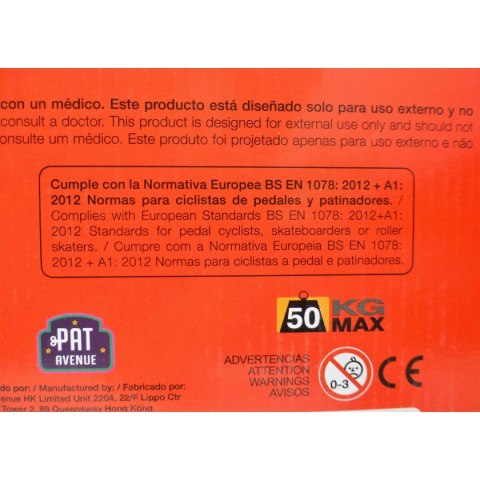 con un médico. Este producto está diseñado solo para uso externo y no
consult a doctor. This product is designed for external use only and should not
onsulte um médico. Este produto foi projetado apenas para uso externo e não
Cumple con la Normativa Europea BS EN 1078: 2012 + A1:
2012 Normas para ciclistas de pedales y patinadores. /
Complies with European Standards BS EN 1078: 2012+A1:
2012 Standards for pedal cyclists, skateboarders or roller
skaters. / Cumpre com a Normativa Europeia BS EN 1078:
2012 + A1: 2012 Normas para ciclistas a pedal e patinadores.
50 KG
MAX
PAT
AVENUE
ADVERTENCIAS
ATTENTION
WARNINGS
AVISOS
0-3
CE
do por: / Manufactured by: / Fabricado por:
enue HK Limited Unit 2204, 22/F Lippo Ctr
Tower 2, 89 Queensway Hong Kong